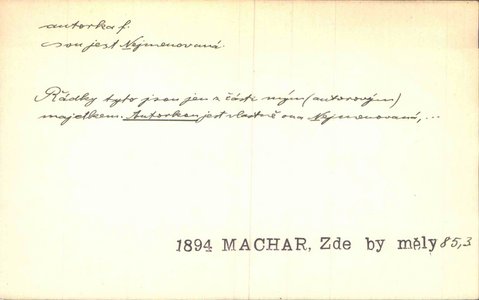 autorka f.
onou jest Nejmenovaná.
Řádky tyto jsou jen z části mým (autorovým)
majetkem. Autorkou jest vlastně ona Nejmenovaná,...
1894 MACHAR, Zde by měly 85,3